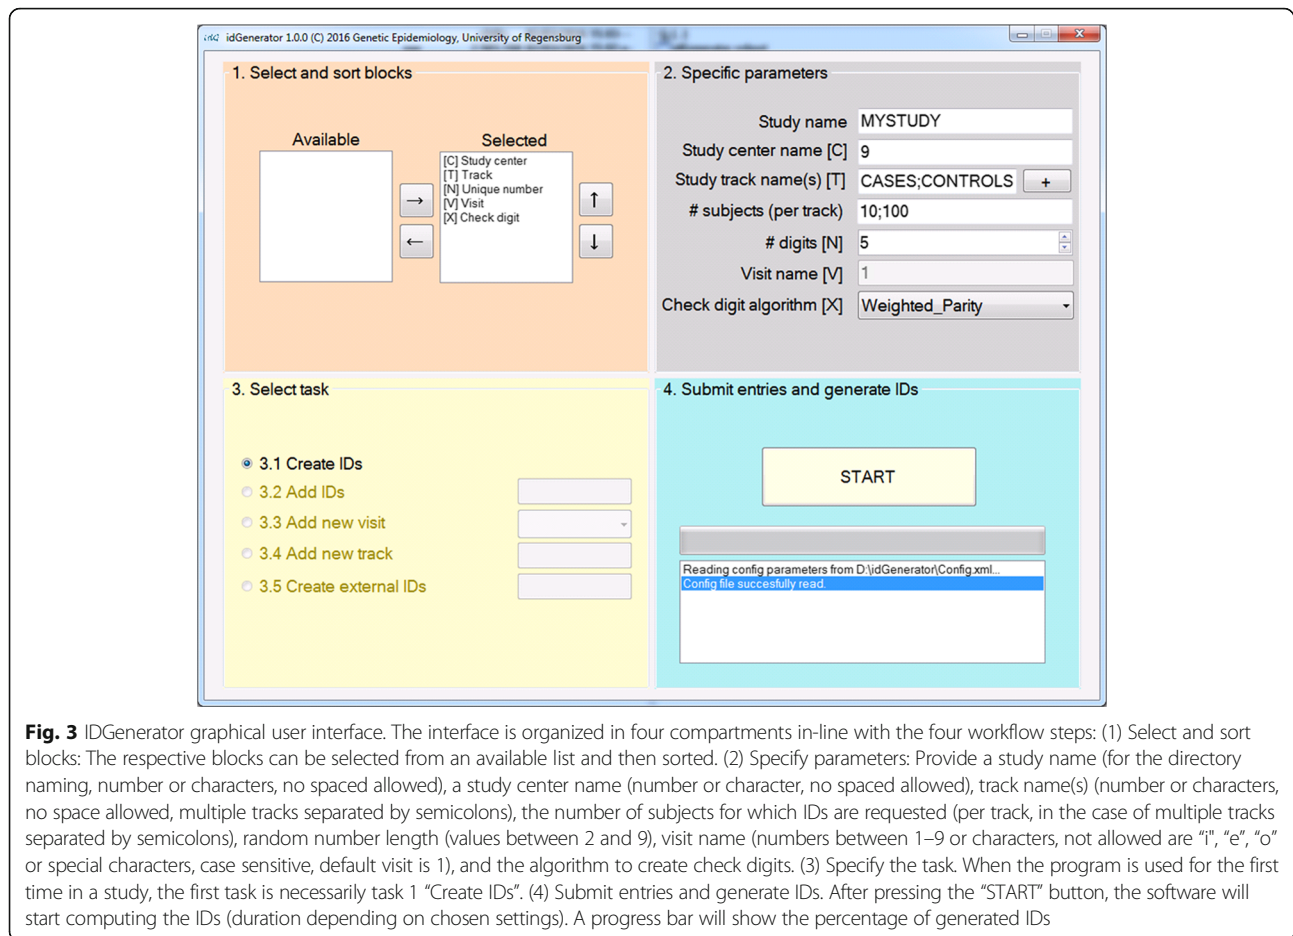 idGenerator 1.0.0 (C) 2016 Genetic Epidemiology, University of Regensburg
1. Select and sort blocks
Available
Selected
[C] Study center
[T] Track
[N] Unique number
[V] Visit
[X] Check digit
→
←
↑
↓
2. Specific parameters
Study name MYSTUDY
Study center name [C] 9
Study track name(s) [T] CASES;CONTROLS +
# subjects (per track) 10;100
# digits [N] 5
Visit name [V] 1
Check digit algorithm [X] Weighted_Parity
3. Select task
3.1 Create IDs
3.2 Add IDs
3.3 Add new visit
3.4 Add new track
3.5 Create external IDs
4. Submit entries and generate IDs
START
Reading config parameters from D:\idGenerator\Config.xml...
Config file succesfully read.
Fig. 3 IDGenerator graphical user interface. The interface is organized in four compartments in-line with the four workflow steps: (1) Select and sort
blocks: The respective blocks can be selected from an available list and then sorted. (2) Specify parameters: Provide a study name (for the directory
naming, number or characters, no spaced allowed), a study center name (number or character, no spaced allowed), track name(s) (number or characters,
no space allowed, multiple tracks separated by semicolons), the number of subjects for which IDs are requested (per track, in the case of multiple tracks
separated by semicolons), random number length (values between 2 and 9), visit name (numbers between 1–9 or characters, not allowed are “i", “e”, “o”
or special characters, case sensitive, default visit is 1), and the algorithm to create check digits. (3) Specify the task. When the program is used for the first
time in a study, the first task is necessarily task 1 “Create IDs”. (4) Submit entries and generate IDs. After pressing the “START” button, the software will
start computing the IDs (duration depending on chosen settings). A progress bar will show the percentage of generated IDs